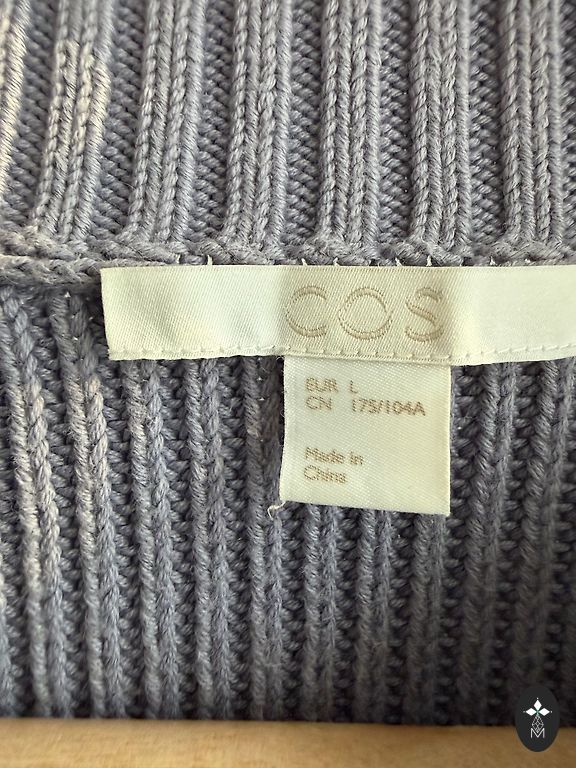 COS
EUR L
CN 175/104A
Made in
China
M